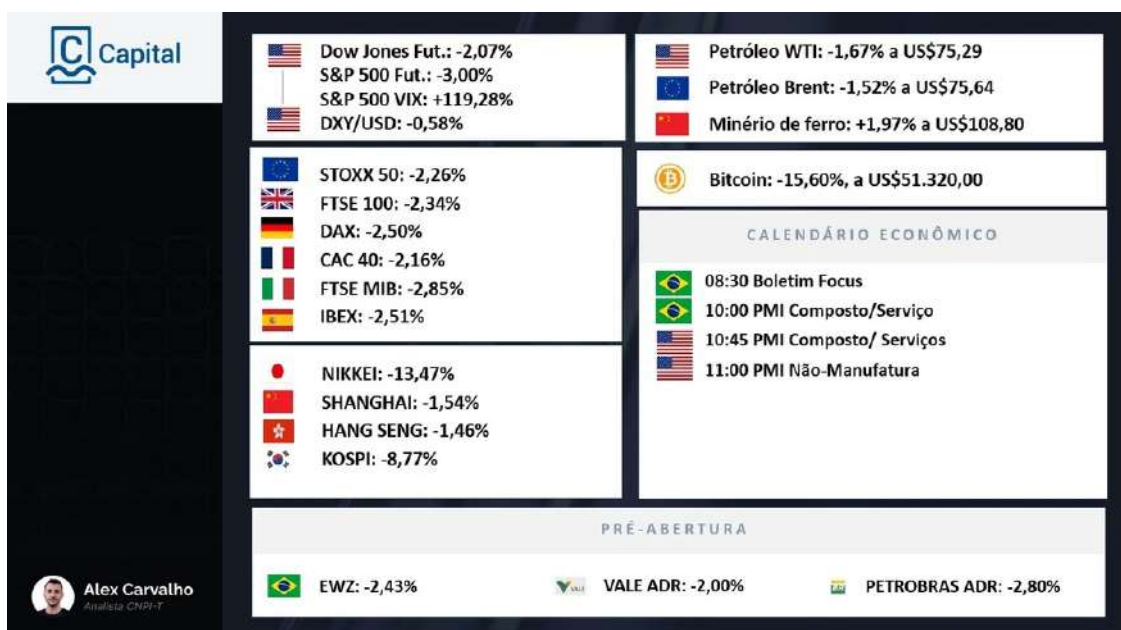 Capital
Dow Jones Fut.: -2,07%
S&P 500 Fut.: -3,00%
S&P 500 VIX: +119,28%
DXY/USD: -0,58%
STOXX 50: -2,26%
FTSE 100: -2,34%
DAX: -2,50%
CAC 40: -2,16%
FTSE MIB: -2,85%
IBEX: -2,51%
NIKKEI: -13,47%
SHANGHAI: -1,54%
HANG SENG: -1,46%
KOSPI: -8,77%
Petróleo WTI: -1,67% a US$75,29
Petróleo Brent: -1,52% a US$75,64
Minério de ferro: +1,97% a US$108,80
Bitcoin: -15,60%, a US$51.320,00
CALENDÁRIO ECONÔMICO
08:30 Boletim Focus
10:00 PMI Composto/Serviço
10:45 PMI Composto/ Serviços
11:00 PMI Não-Manufatura
PRÉ-ABERTURA
EWZ: -2,43%
VALE ADR: -2,00%
PETROBRAS ADR: -2,80%
Alex Carvalho
Analista CNPI-T